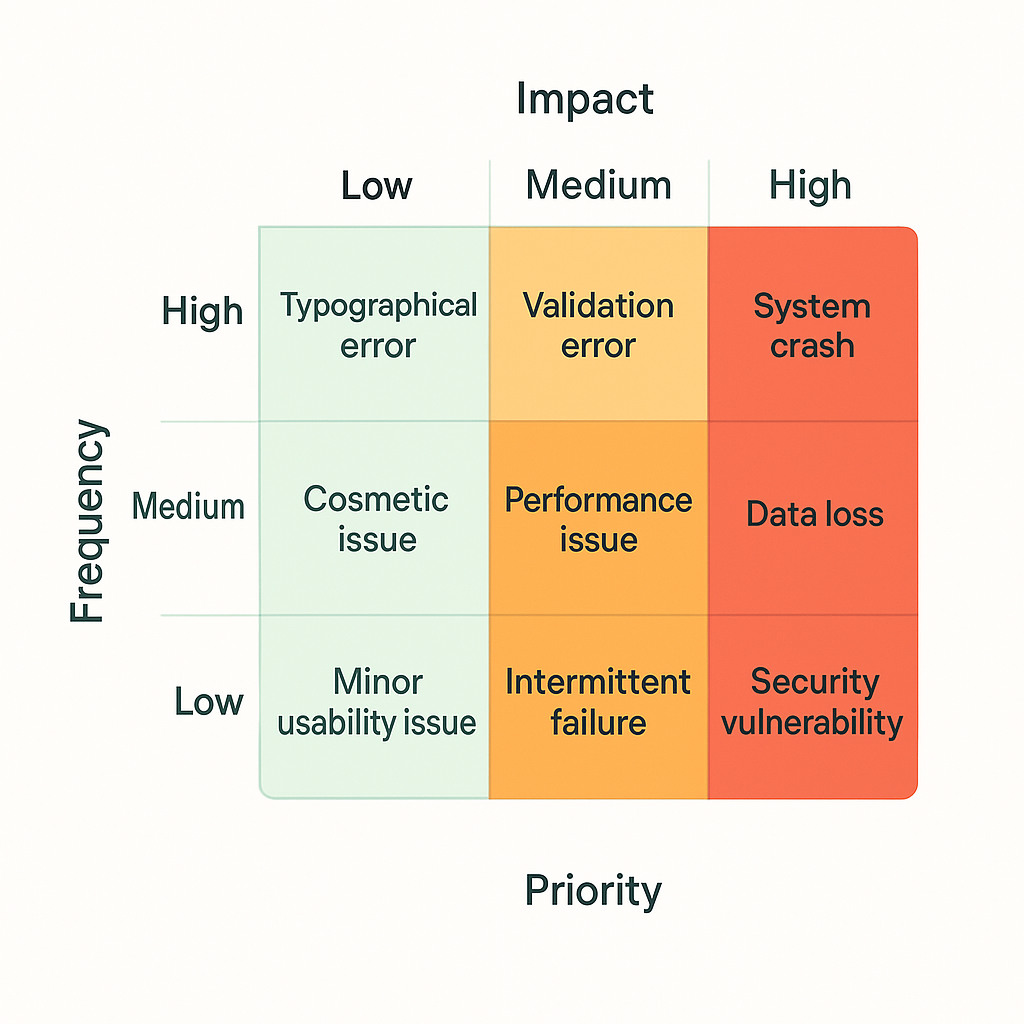 Impact
Low Medium High
High
Typographical
error
Validation
error
System
crash
Frequency
Medium
Cosmetic
issue
Performance
issue
Data loss
Low
Minor
usability issue
Intermittent
failure
Security
vulnerability
Priority